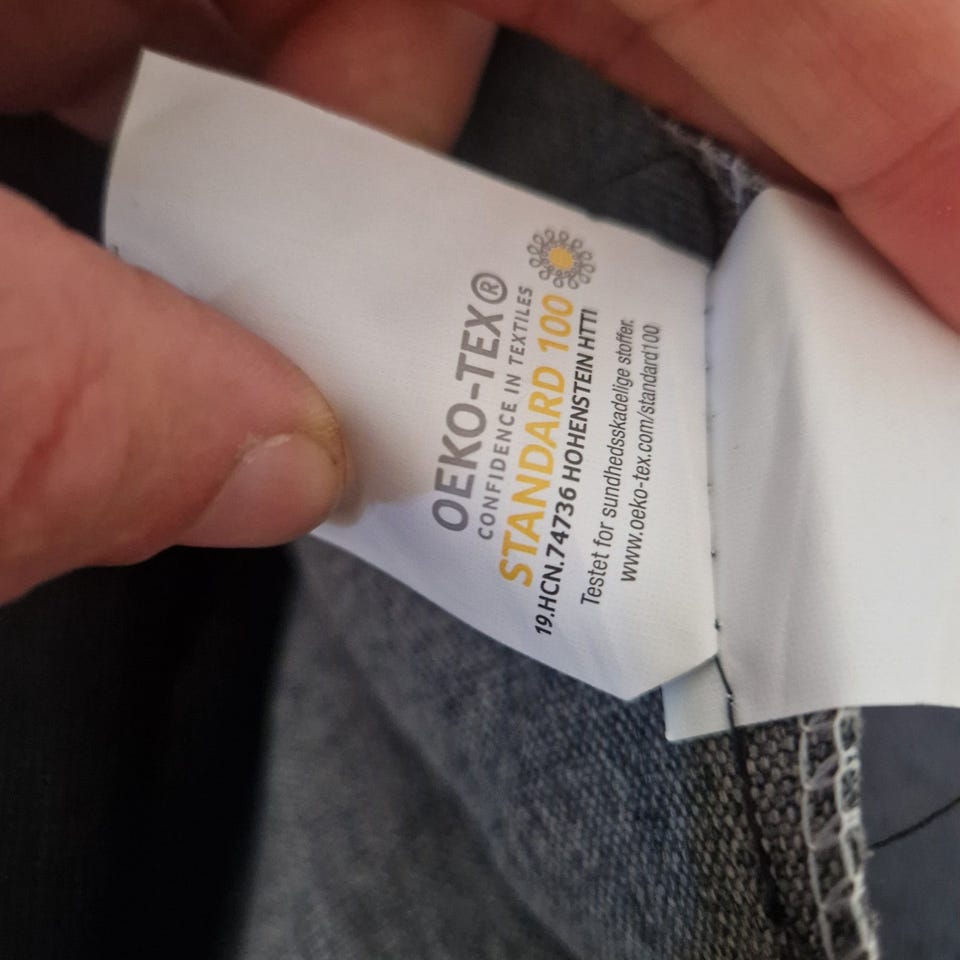 OEKO-TEX®
CONFIDENCE IN TEXTILES
STANDARD 100
19.HCN.74736 HOHENSTEIN HTTI
Testet for sundhedsskadelige stoffer.
www.oeko-tex.com/standard100